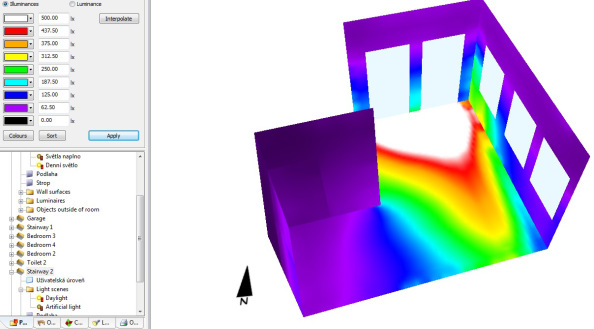 Illuminances Luminance
500.00 lx Interpolate
437.50 lx
375.00 lx
312.50 lx
250.00 lx
187.50 lx
125.00 lx
62.50 lx
0.00 lx
Colours Sort Apply
Světla naplno
Denní světlo
Podlaha
Strop
Wall surfaces
Luminaires
Objects outside of room
Garage
Stairway 1
Bedroom 3
Bedroom 4
Bedroom 2
Toilet 2
Stairway 2
Uživatelská úroveň
Light scenes
Daylight
Artificial light
P... O... C... L... O...
N